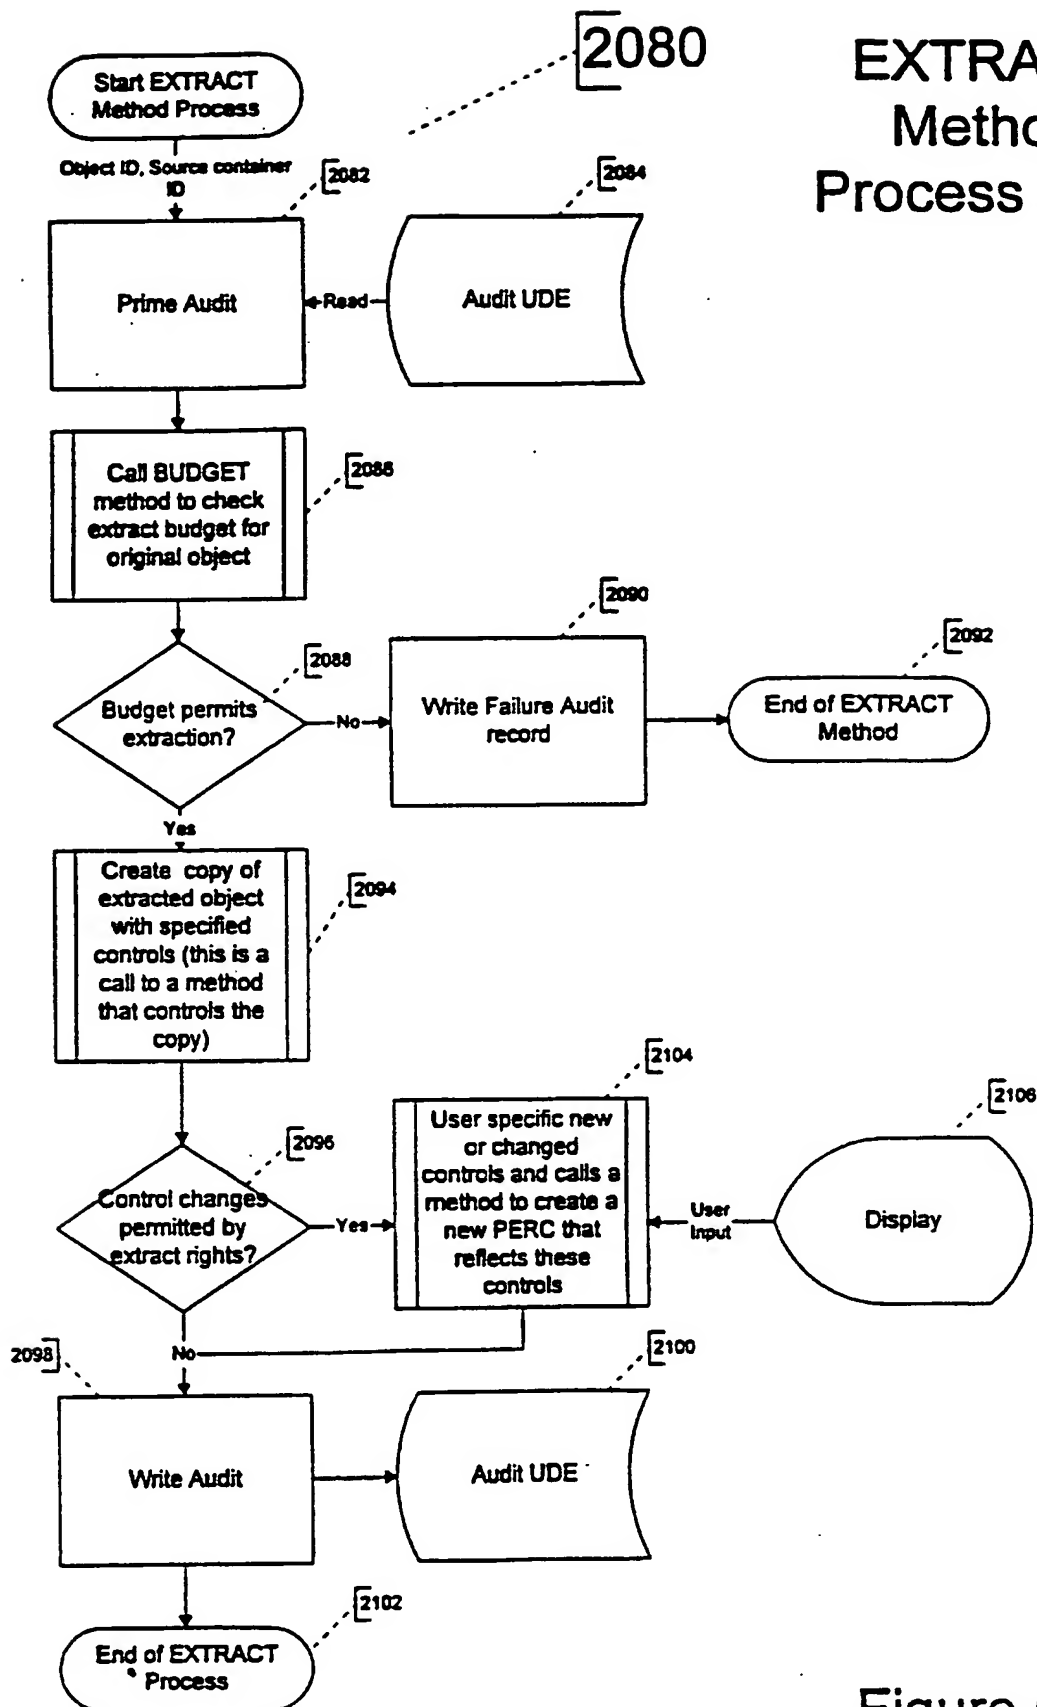 2080
EXTRA
Metho
Process
Start EXTRACT
Method Process
Object ID, Source container
ID
2082
2084
Prime Audit
Read
Audit UDE
Call BUDGET
method to check
extract budget for
original object
2086
2088
Budget permits
extraction?
No
2090
Write Failure Audit
record
2092
End of EXTRACT
Method
Yes
Create copy of
extracted object
with specified
controls (this is a
call to a method
that controls the
copy)
2094
2096
Control changes
permitted by
extract rights?
Yes
2104
User specific new
or changed
controls and calls a
method to create a
new PERC that
reflects these
controls
User
Input
2106
Display
No
2098
Write Audit
2100
Audit UDE
2102
End of EXTRACT
Process
Figure